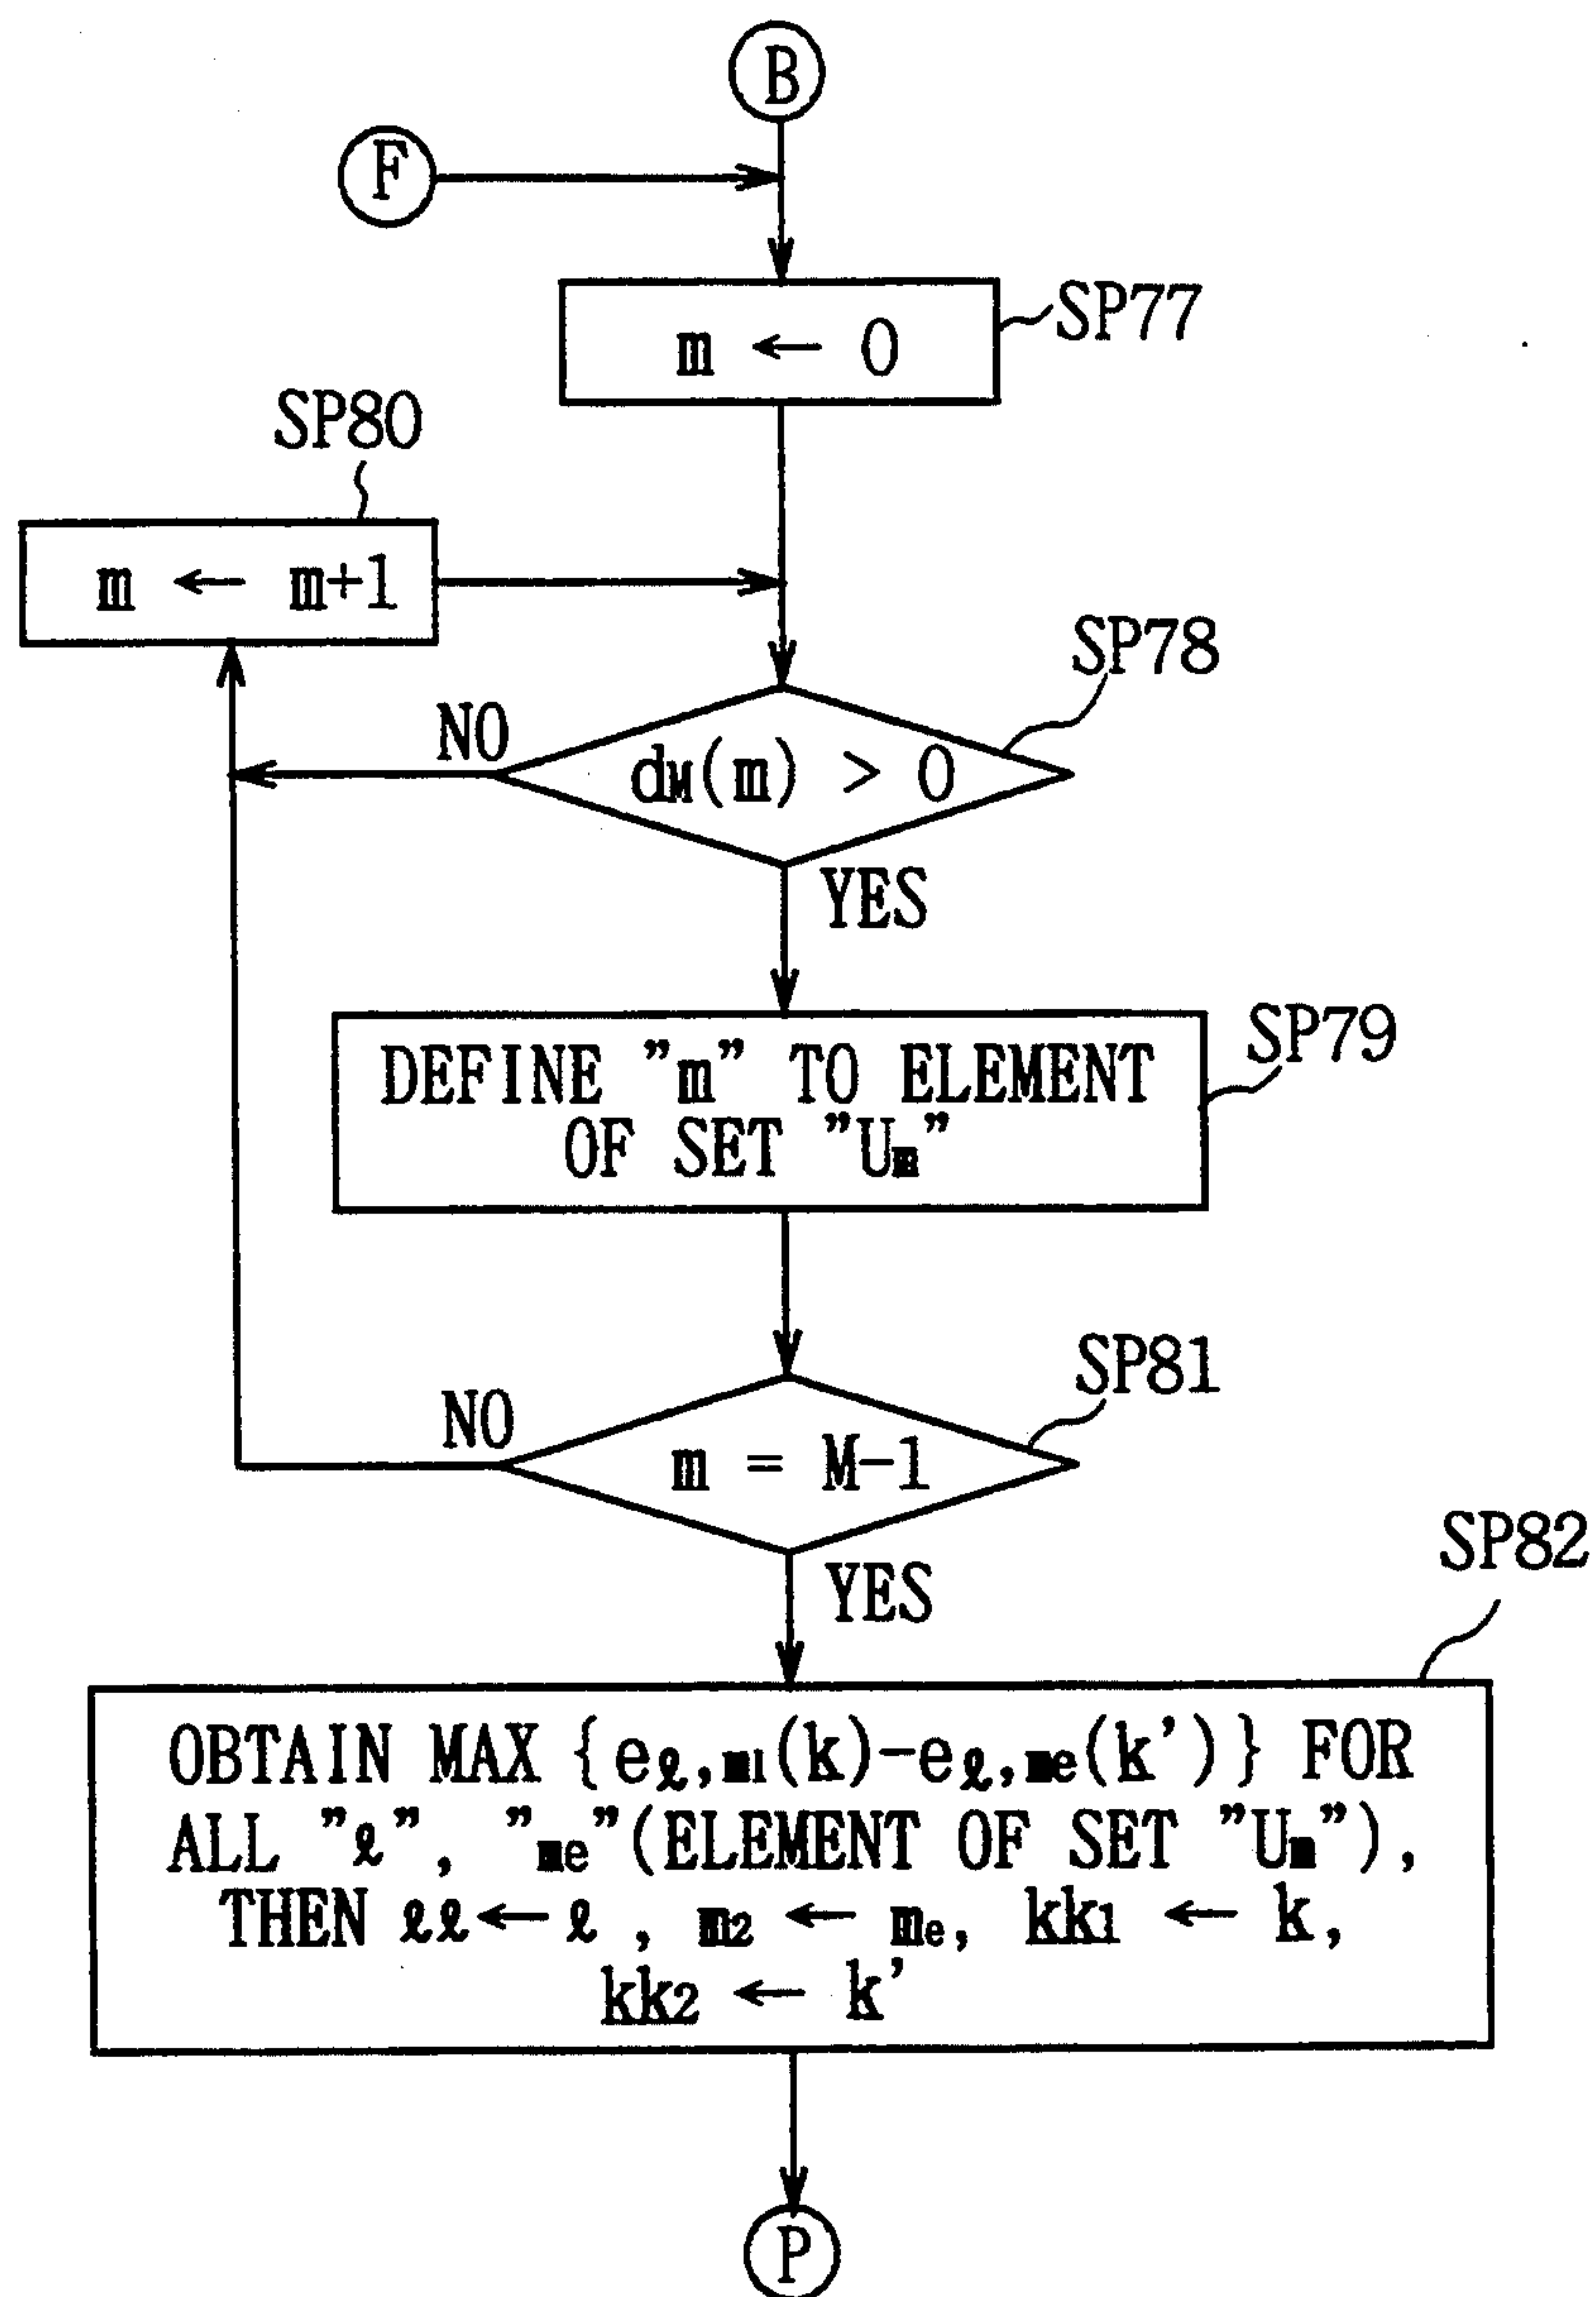 B
F
SP77
m ← 0
SP80
m ← m+1
SP78
NO
dM(m) > 0
YES
SP79
DEFINE ”m” TO ELEMENT
OF SET ”Um”
SP81
NO
m = M-1
YES
SP82
OBTAIN MAX {eℓ,m1(k)-eℓ,me(k’)} FOR
ALL ”ℓ”, ”me”(ELEMENT OF SET ”Um”),
THEN ℓℓ←ℓ , m2 ← me, kk1 ← k,
kk2 ← k’
P